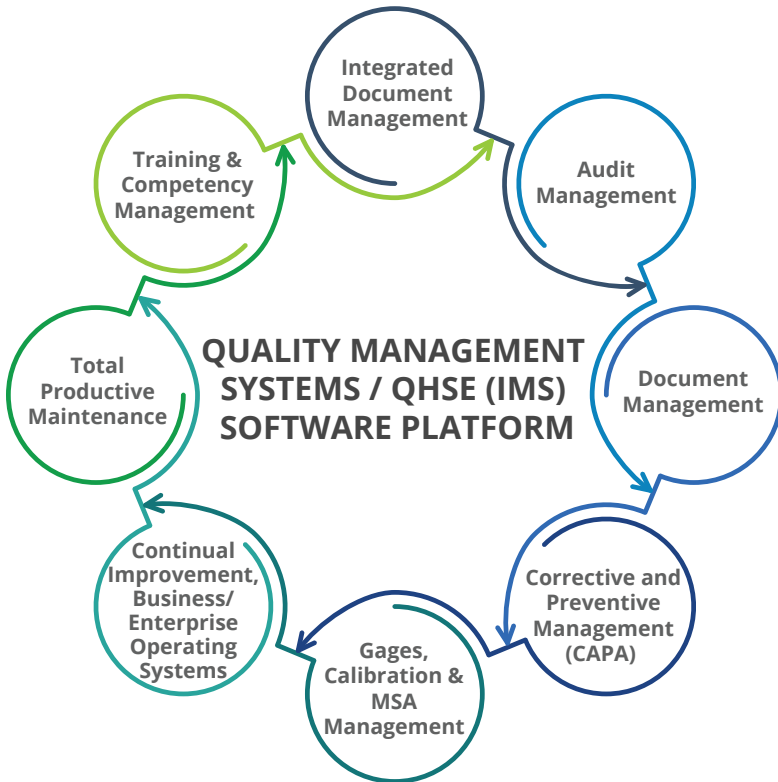 Integrated
Document
Management
Audit
Management
Document
Management
Corrective and
Preventive
Management
(CAPA)
Gages,
Calibration &
MSA
Management
Continual
Improvement,
Business/
Enterprise
Operating
Systems
Total
Productive
Maintenance
Training &
Competency
Management
QUALITY MANAGEMENT
SYSTEMS / QHSE (IMS)
SOFTWARE PLATFORM